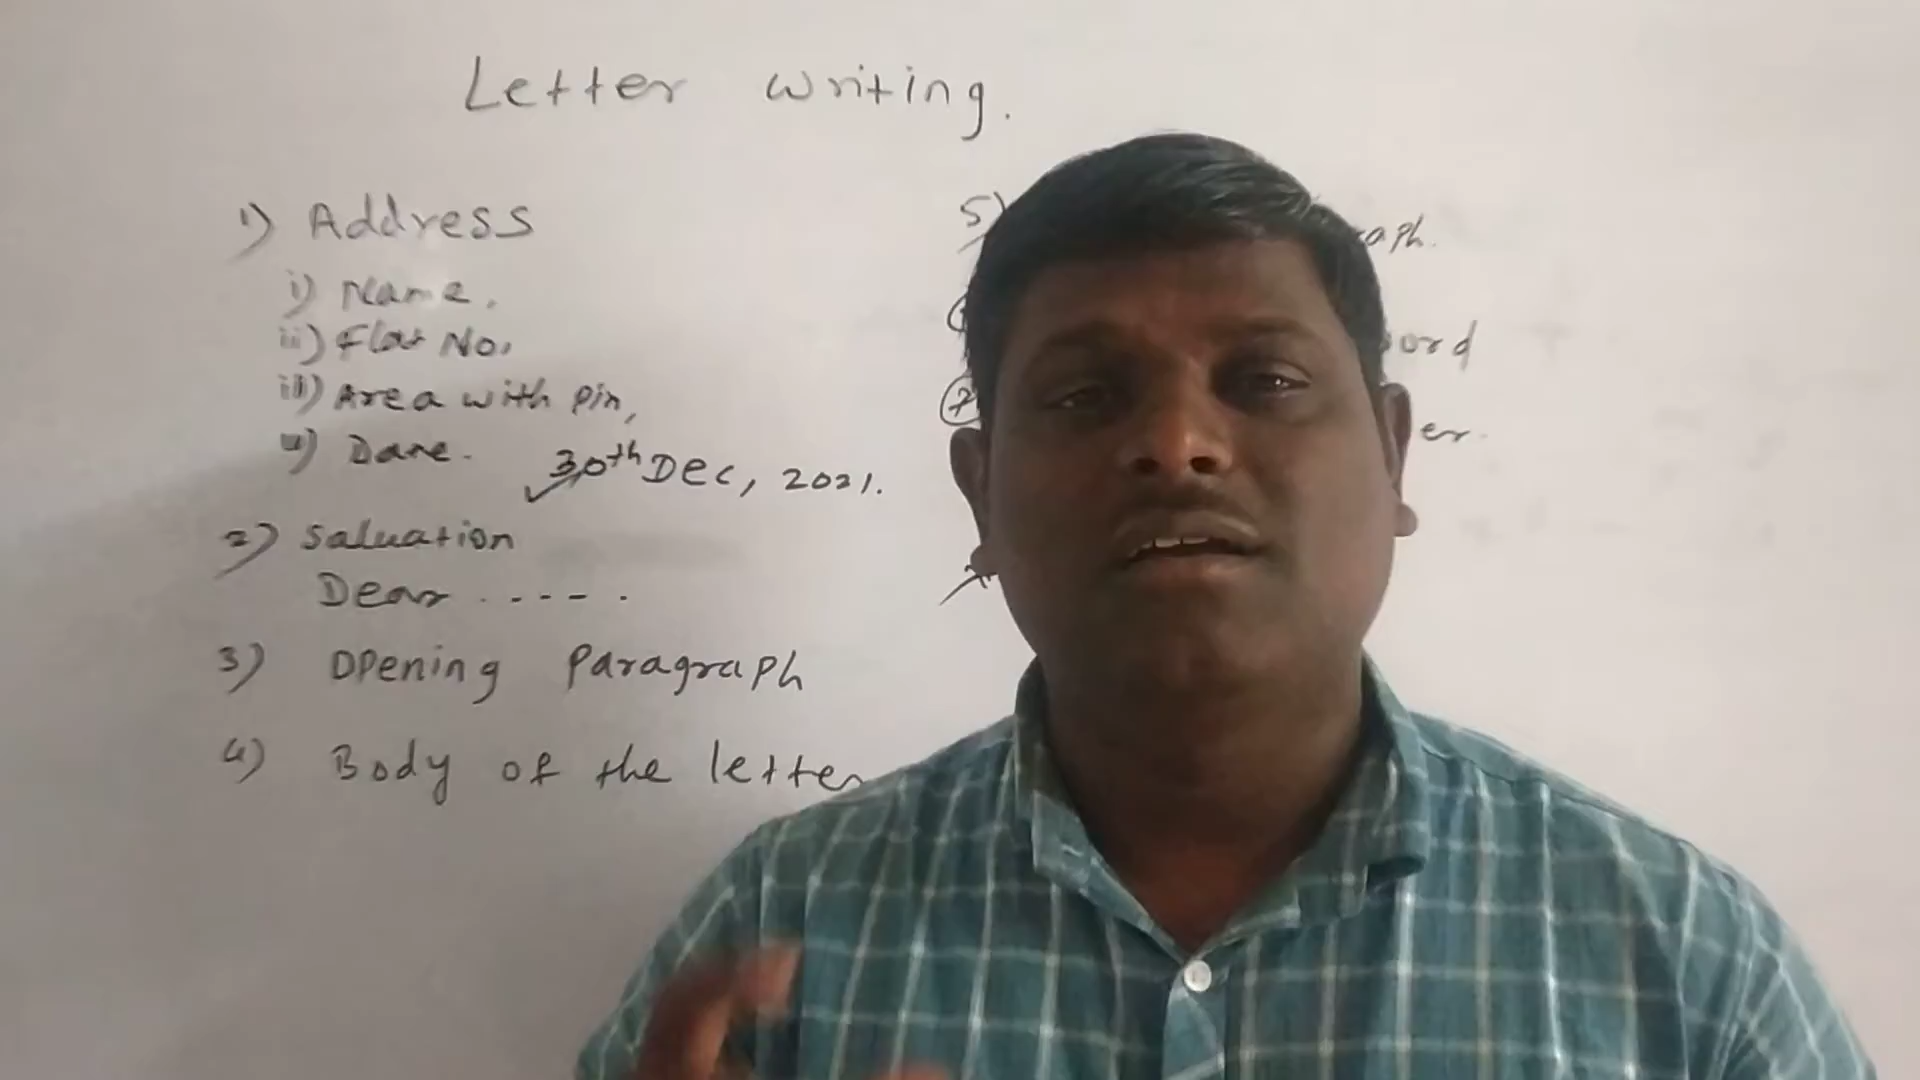 Letter writing.
1) Address
i) Name.
ii) Flat No.
iii) Area with pin,
4) Date. 30th Dec, 2021.
2) Saluation
Dear ..---.
3) Opening Paragraph
4) Body of the letter
5) aph.
ord
7 er.